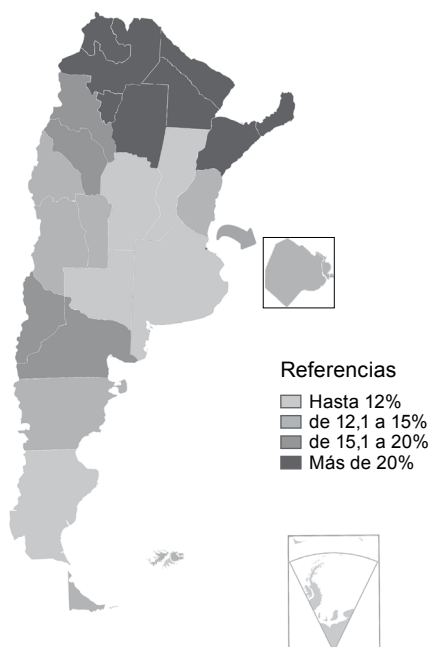 Referencias
Hasta 12%
de 12,1 a 15%
de 15,1 a 20%
Más de 20%